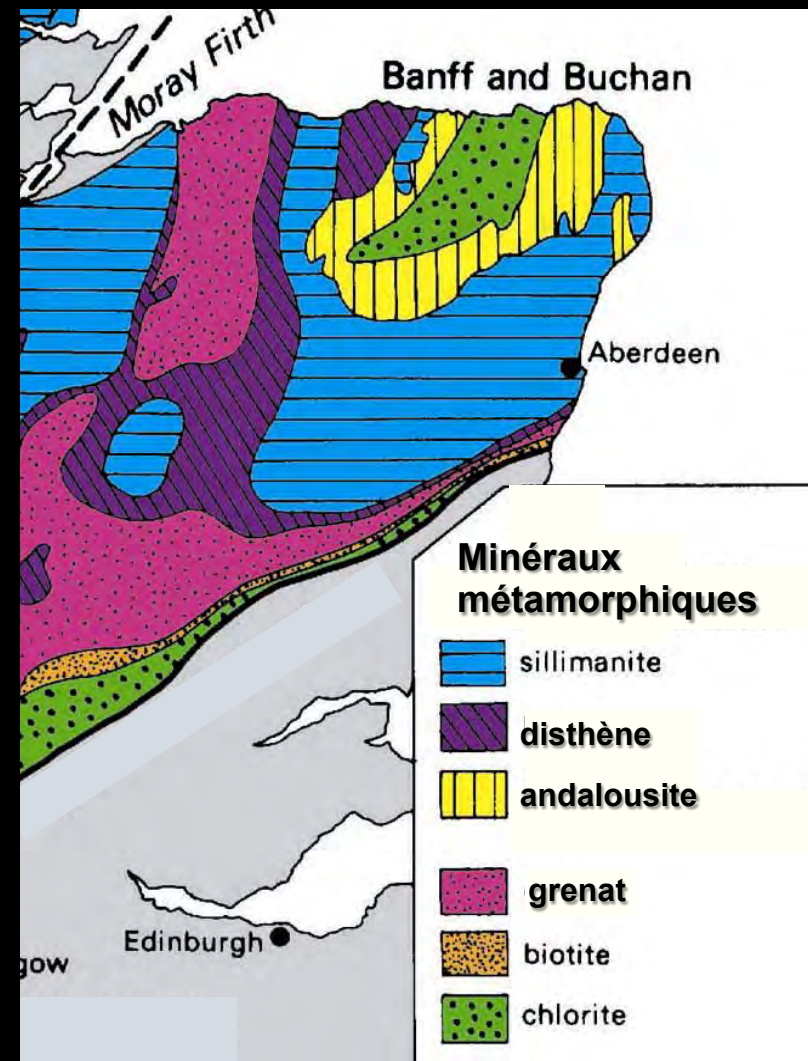 Moray Firth
Banff and Buchan
Aberdeen
Minéraux
métamorphiques
sillimanite
disthène
andalousite
grenat
biotite
chlorite
Edinburgh
gow